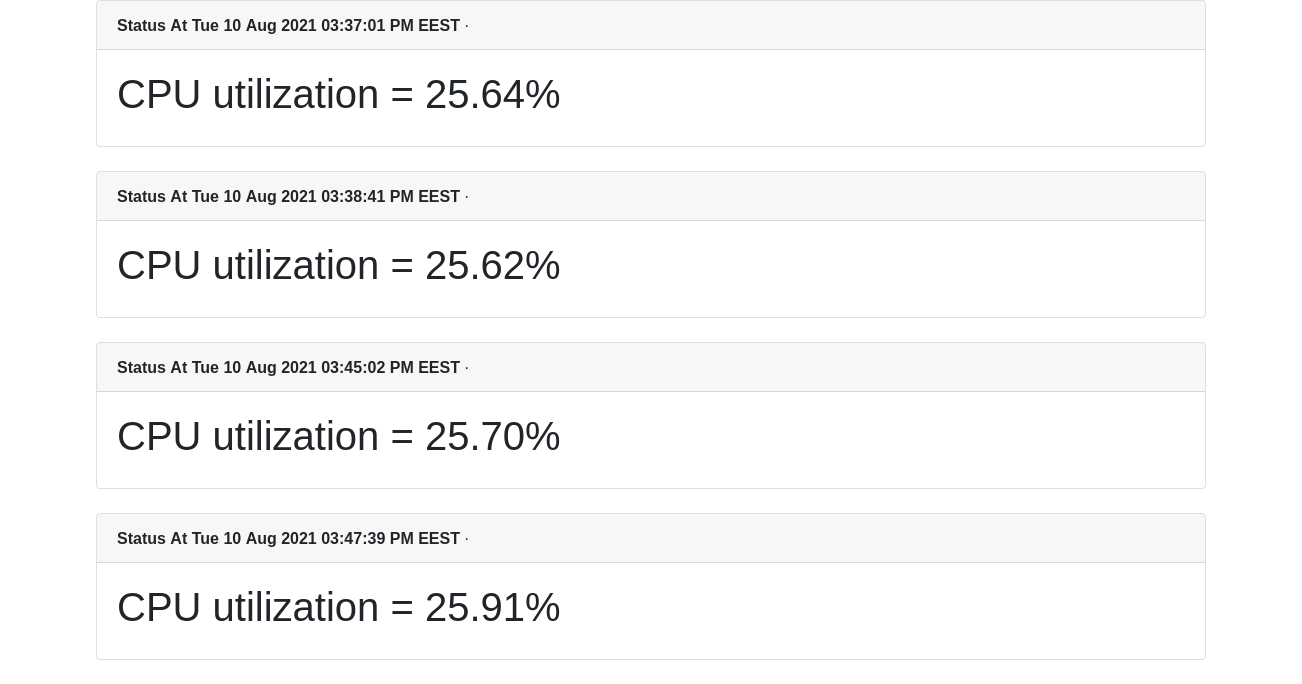 Status At Tue 10 Aug 2021 03:37:01 PM EEST ·
CPU utilization = 25.64%
Status At Tue 10 Aug 2021 03:38:41 PM EEST ·
CPU utilization = 25.62%
Status At Tue 10 Aug 2021 03:45:02 PM EEST ·
CPU utilization = 25.70%
Status At Tue 10 Aug 2021 03:47:39 PM EEST ·
CPU utilization = 25.91%